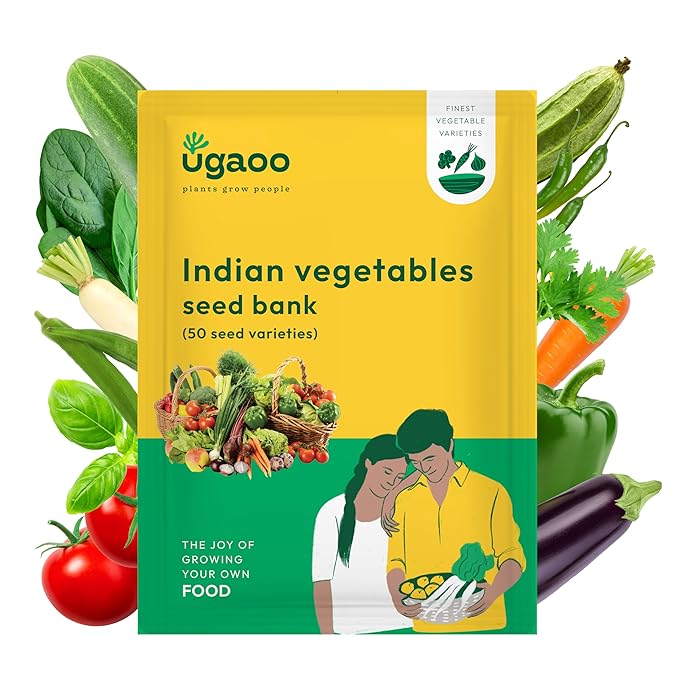 FINEST
VEGETABLE
VARIETIES
ugaoo
plants grow people
Indian vegetables
seed bank
(50 seed varieties)
THE JOY OF
GROWING
YOUR OWN
FOOD